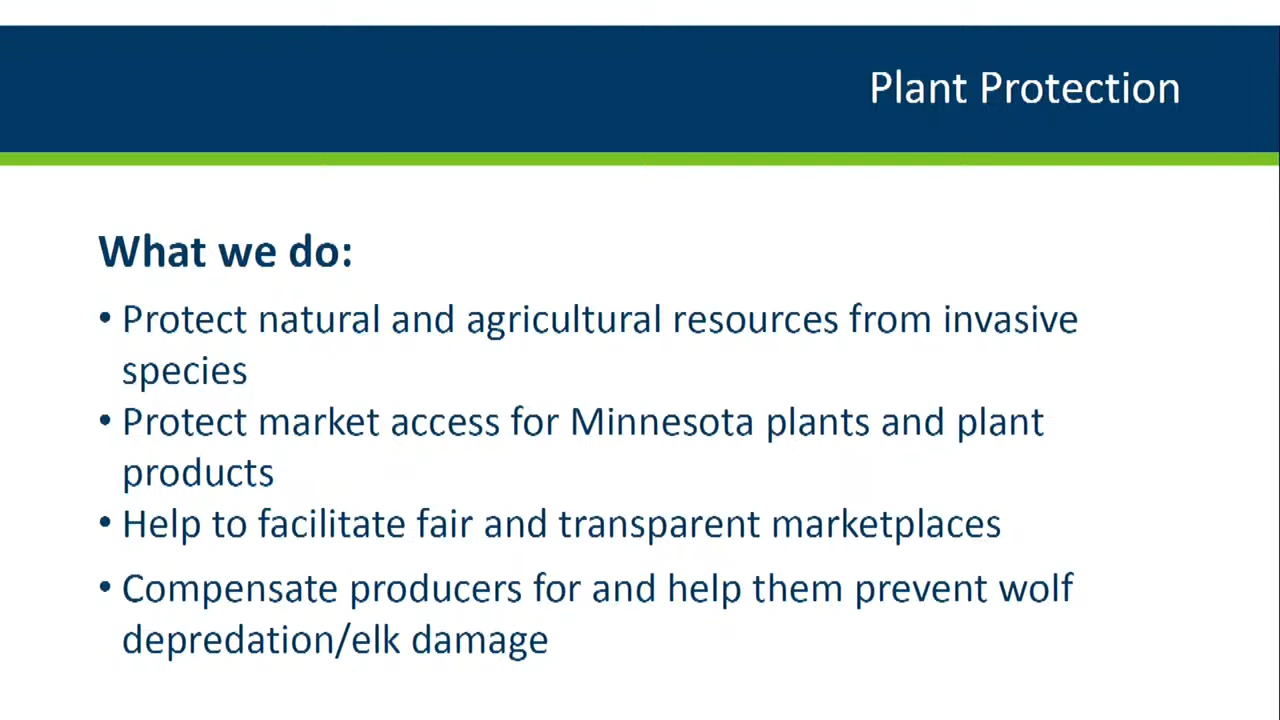 Plant Protection
What we do:
• Protect natural and agricultural resources from invasive
species
• Protect market access for Minnesota plants and plant
products
• Help to facilitate fair and transparent marketplaces
• Compensate producers for and help them prevent wolf
depredation/elk damage